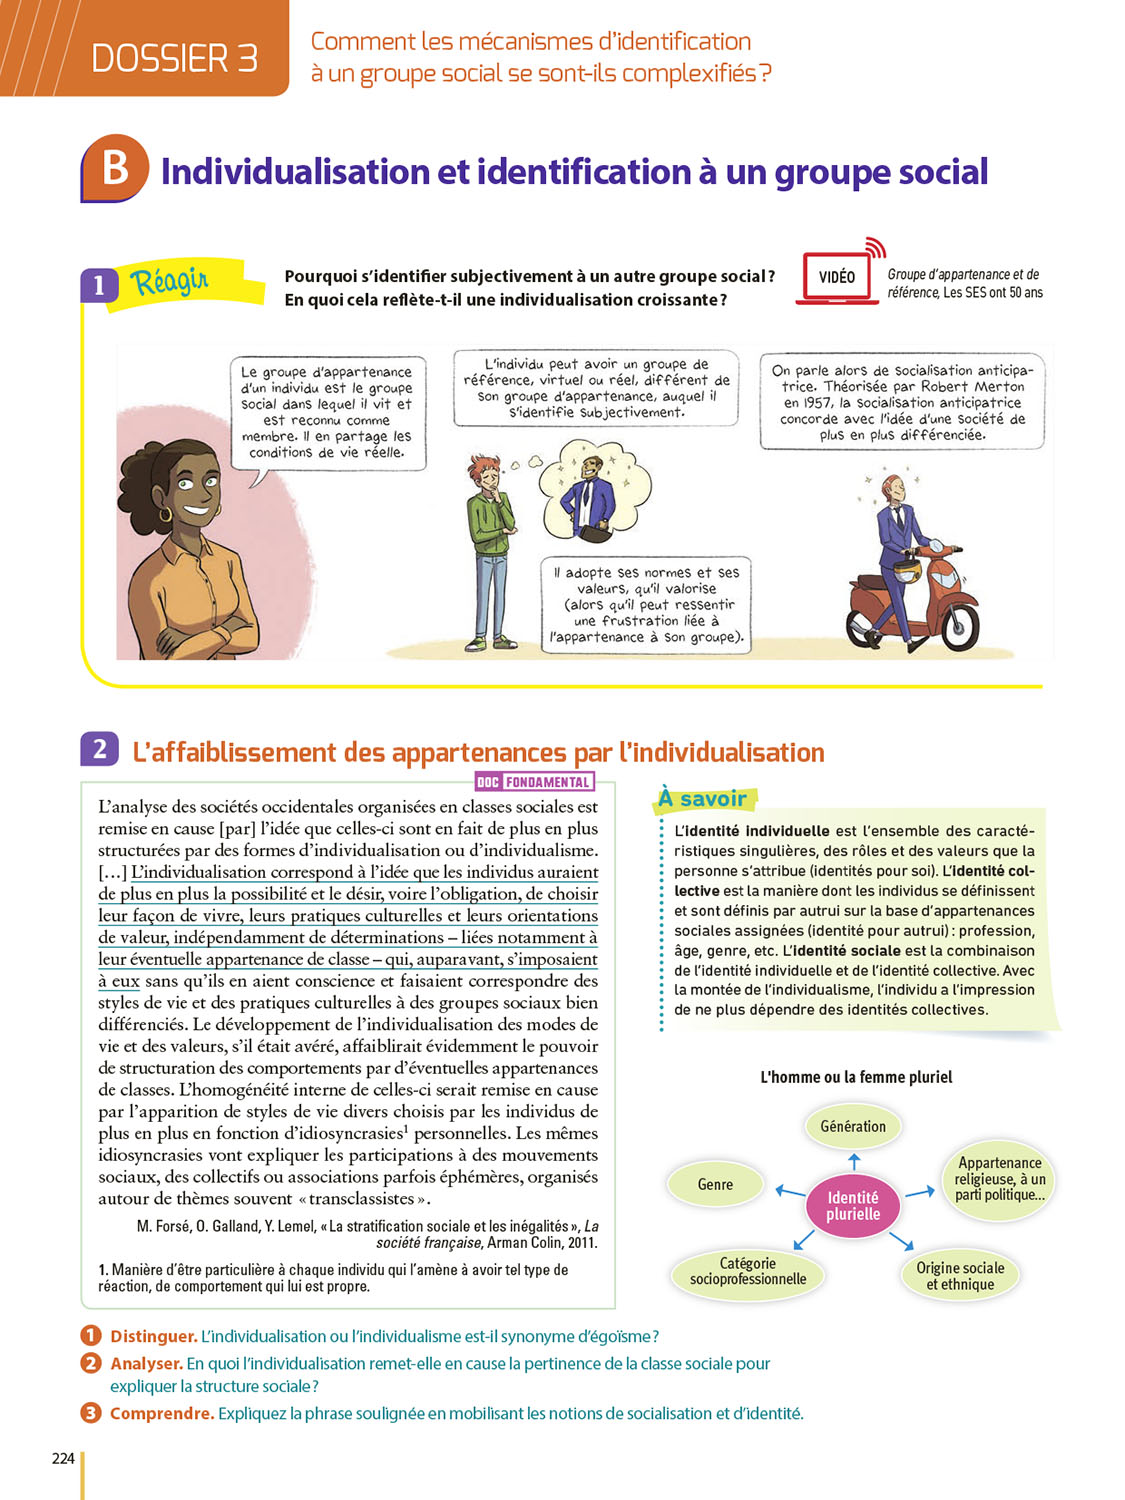 DOSSIER 3
Comment les mécanismes d'identification
à un groupe social se sont-ils complexifiés ?
B
Individualisation et identification à un groupe social
1
Réagir
Pourquoi s'identifier subjectivement à un autre groupe social ?
En quoi cela reflète-t-il une individualisation croissante ?
VIDÉO
Groupe d'appartenance et de
référence, Les SES ont 50 ans
Le groupe d'appartenance
d'un individu est le groupe
social dans lequel il vit et
est reconnu comme
membre. Il en partage les
conditions de vie réelle.
L'individu peut avoir un groupe de
référence, virtuel ou réel, différent de
son groupe d'appartenance, auquel il
s'identifie subjectivement.
Il adopte ses normes et ses
valeurs, qu'il valorise
(alors qu'il peut ressentir
une frustration liée à
l'appartenance à son groupe).
On parle alors de socialisation anticipa-
trice. Théorisée par Robert Merton
en 1957, la socialisation anticipatrice
concorde avec l'idée d'une société de
plus en plus différenciée.
2
L'affaiblissement des appartenances par l'individualisation
DOC FONDAMENTAL
L'analyse des sociétés occidentales organisées en classes sociales est
remise en cause [par] l'idée que celles-ci sont en fait de plus en plus
structurées par des formes d'individualisation ou d'individualisme.
[…] L'individualisation correspond à l'idée que les individus auraient
de plus en plus la possibilité et le désir, voire l'obligation, de choisir
leur façon de vivre, leurs pratiques culturelles et leurs orientations
de valeur, indépendamment de déterminations – liées notamment à
leur éventuelle appartenance de classe – qui, auparavant, s'imposaient
à eux sans qu'ils en aient conscience et faisaient correspondre des
styles de vie et des pratiques culturelles à des groupes sociaux bien
différenciés. Le développement de l'individualisation des modes de
vie et des valeurs, s'il était avéré, affaiblirait évidemment le pouvoir
de structuration des comportements par d'éventuelles appartenances
de classes. L'homogénéité interne de celles-ci serait remise en cause
par l'apparition de styles de vie divers choisis par les individus de
plus en plus en fonction d'idiosyncrasies¹ personnelles. Les mêmes
idiosyncrasies vont expliquer les participations à des mouvements
sociaux, des collectifs ou associations parfois éphémères, organisés
autour de thèmes souvent « transclassistes ».
M. Forsé, O. Galland, Y. Lemel, « La stratification sociale et les inégalités », La
société française, Arman Colin, 2011.
1. Manière d'être particulière à chaque individu qui l'amène à avoir tel type de
réaction, de comportement qui lui est propre.
À savoir
L'identité individuelle est l'ensemble des caracté-
ristiques singulières, des rôles et des valeurs que la
personne s'attribue (identités pour soi). L'identité col-
lective est la manière dont les individus se définissent
et sont définis par autrui sur la base d'appartenances
sociales assignées (identité pour autrui) : profession,
âge, genre, etc. L'identité sociale est la combinaison
de l'identité individuelle et de l'identité collective. Avec
la montée de l'individualisme, l'individu a l'impression
de ne plus dépendre des identités collectives.
L'homme ou la femme pluriel
Génération
Genre
Appartenance
religieuse, à un
parti politique...
Identité
plurielle
Catégorie
socioprofessionnelle
Origine sociale
et ethnique
1 Distinguer. L'individualisation ou l'individualisme est-il synonyme d'égoïsme ?
2 Analyser. En quoi l'individualisation remet-elle en cause la pertinence de la classe sociale pour
expliquer la structure sociale ?
3 Comprendre. Expliquez la phrase soulignée en mobilisant les notions de socialisation et d'identité.
224